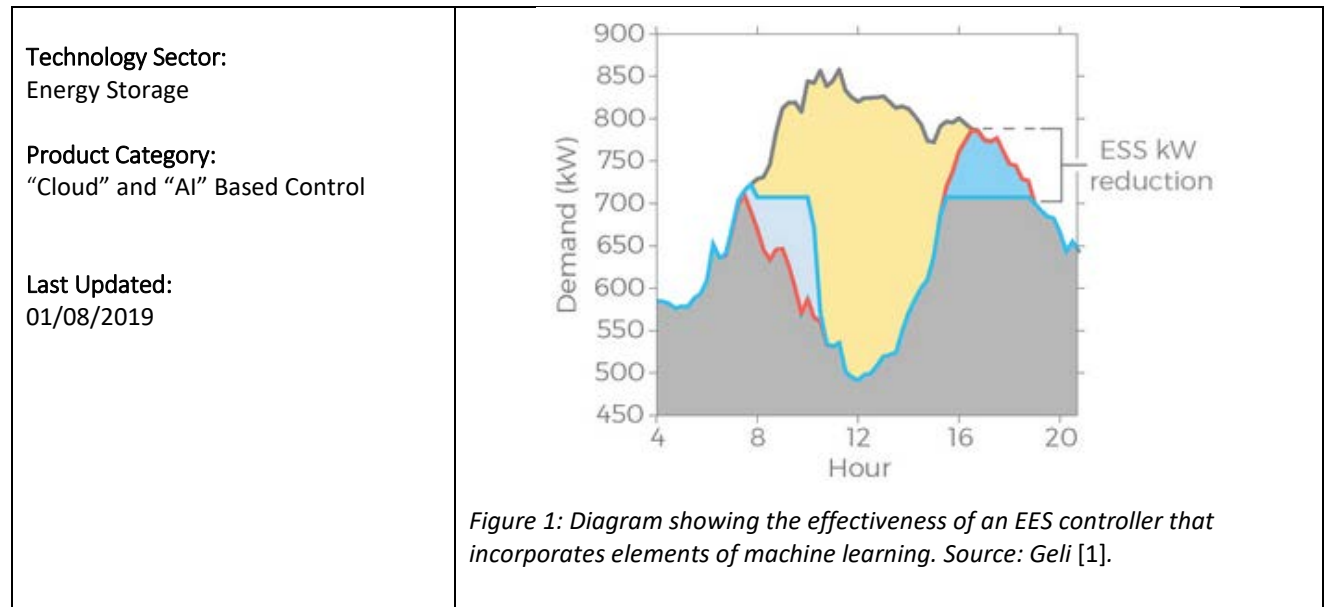 Technology Sector:
Energy Storage
Product Category:
“Cloud” and “AI” Based Control
Last Updated:
01/08/2019
900
850
800
750
700
650
600
550
500
450
Demand (kW)
4 8 12 16 20
Hour
ESS kW
reduction
Figure 1: Diagram showing the effectiveness of an EES controller that
incorporates elements of machine learning. Source: Geli [1].